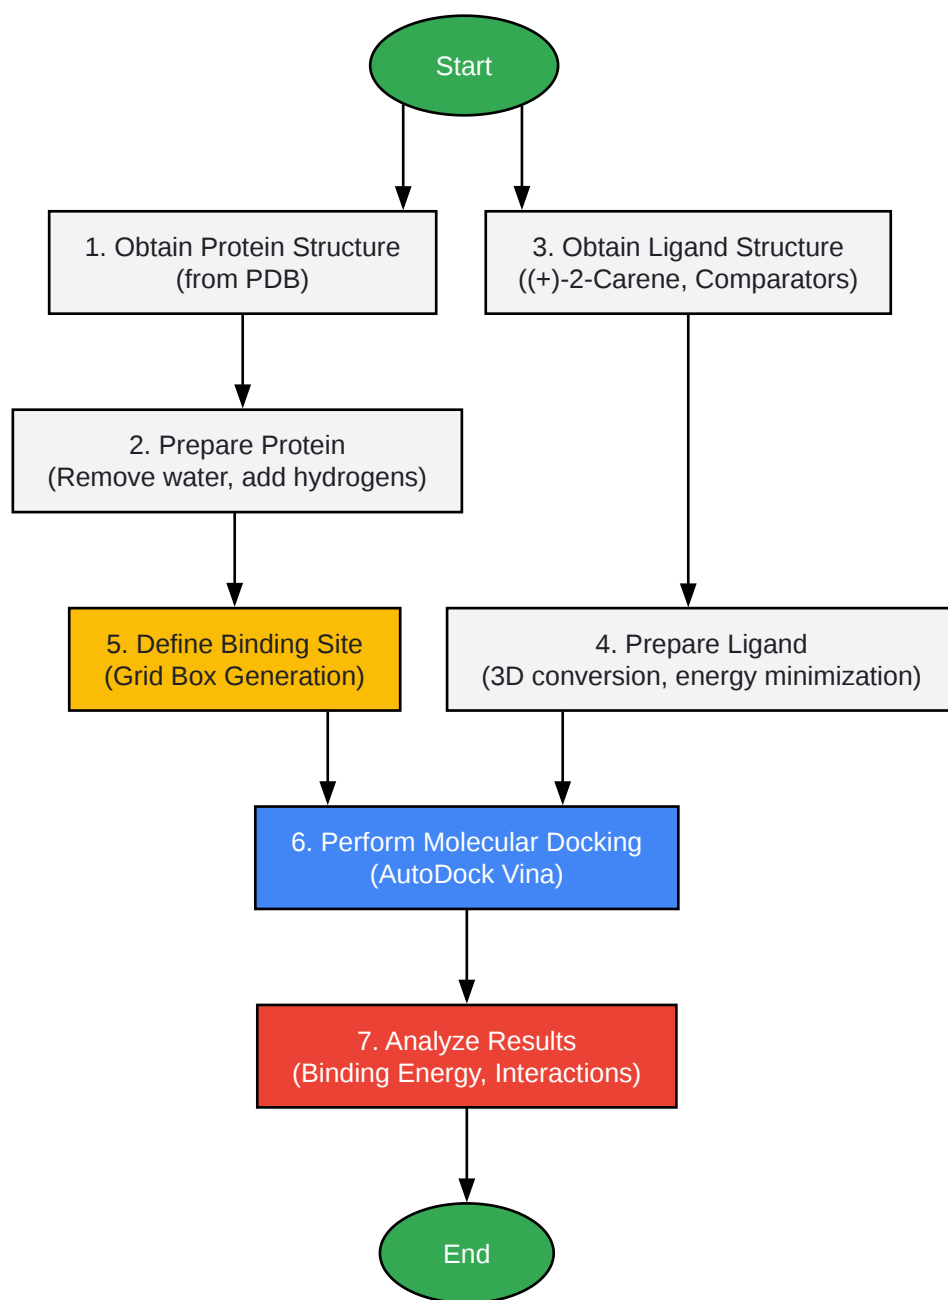 Start
1. Obtain Protein Structure
(from PDB)
3. Obtain Ligand Structure
((+)-2-Carene, Comparators)
2. Prepare Protein
(Remove water, add hydrogens)
5. Define Binding Site
(Grid Box Generation)
4. Prepare Ligand
(3D conversion, energy minimization)
6. Perform Molecular Docking
(AutoDock Vina)
7. Analyze Results
(Binding Energy, Interactions)
End